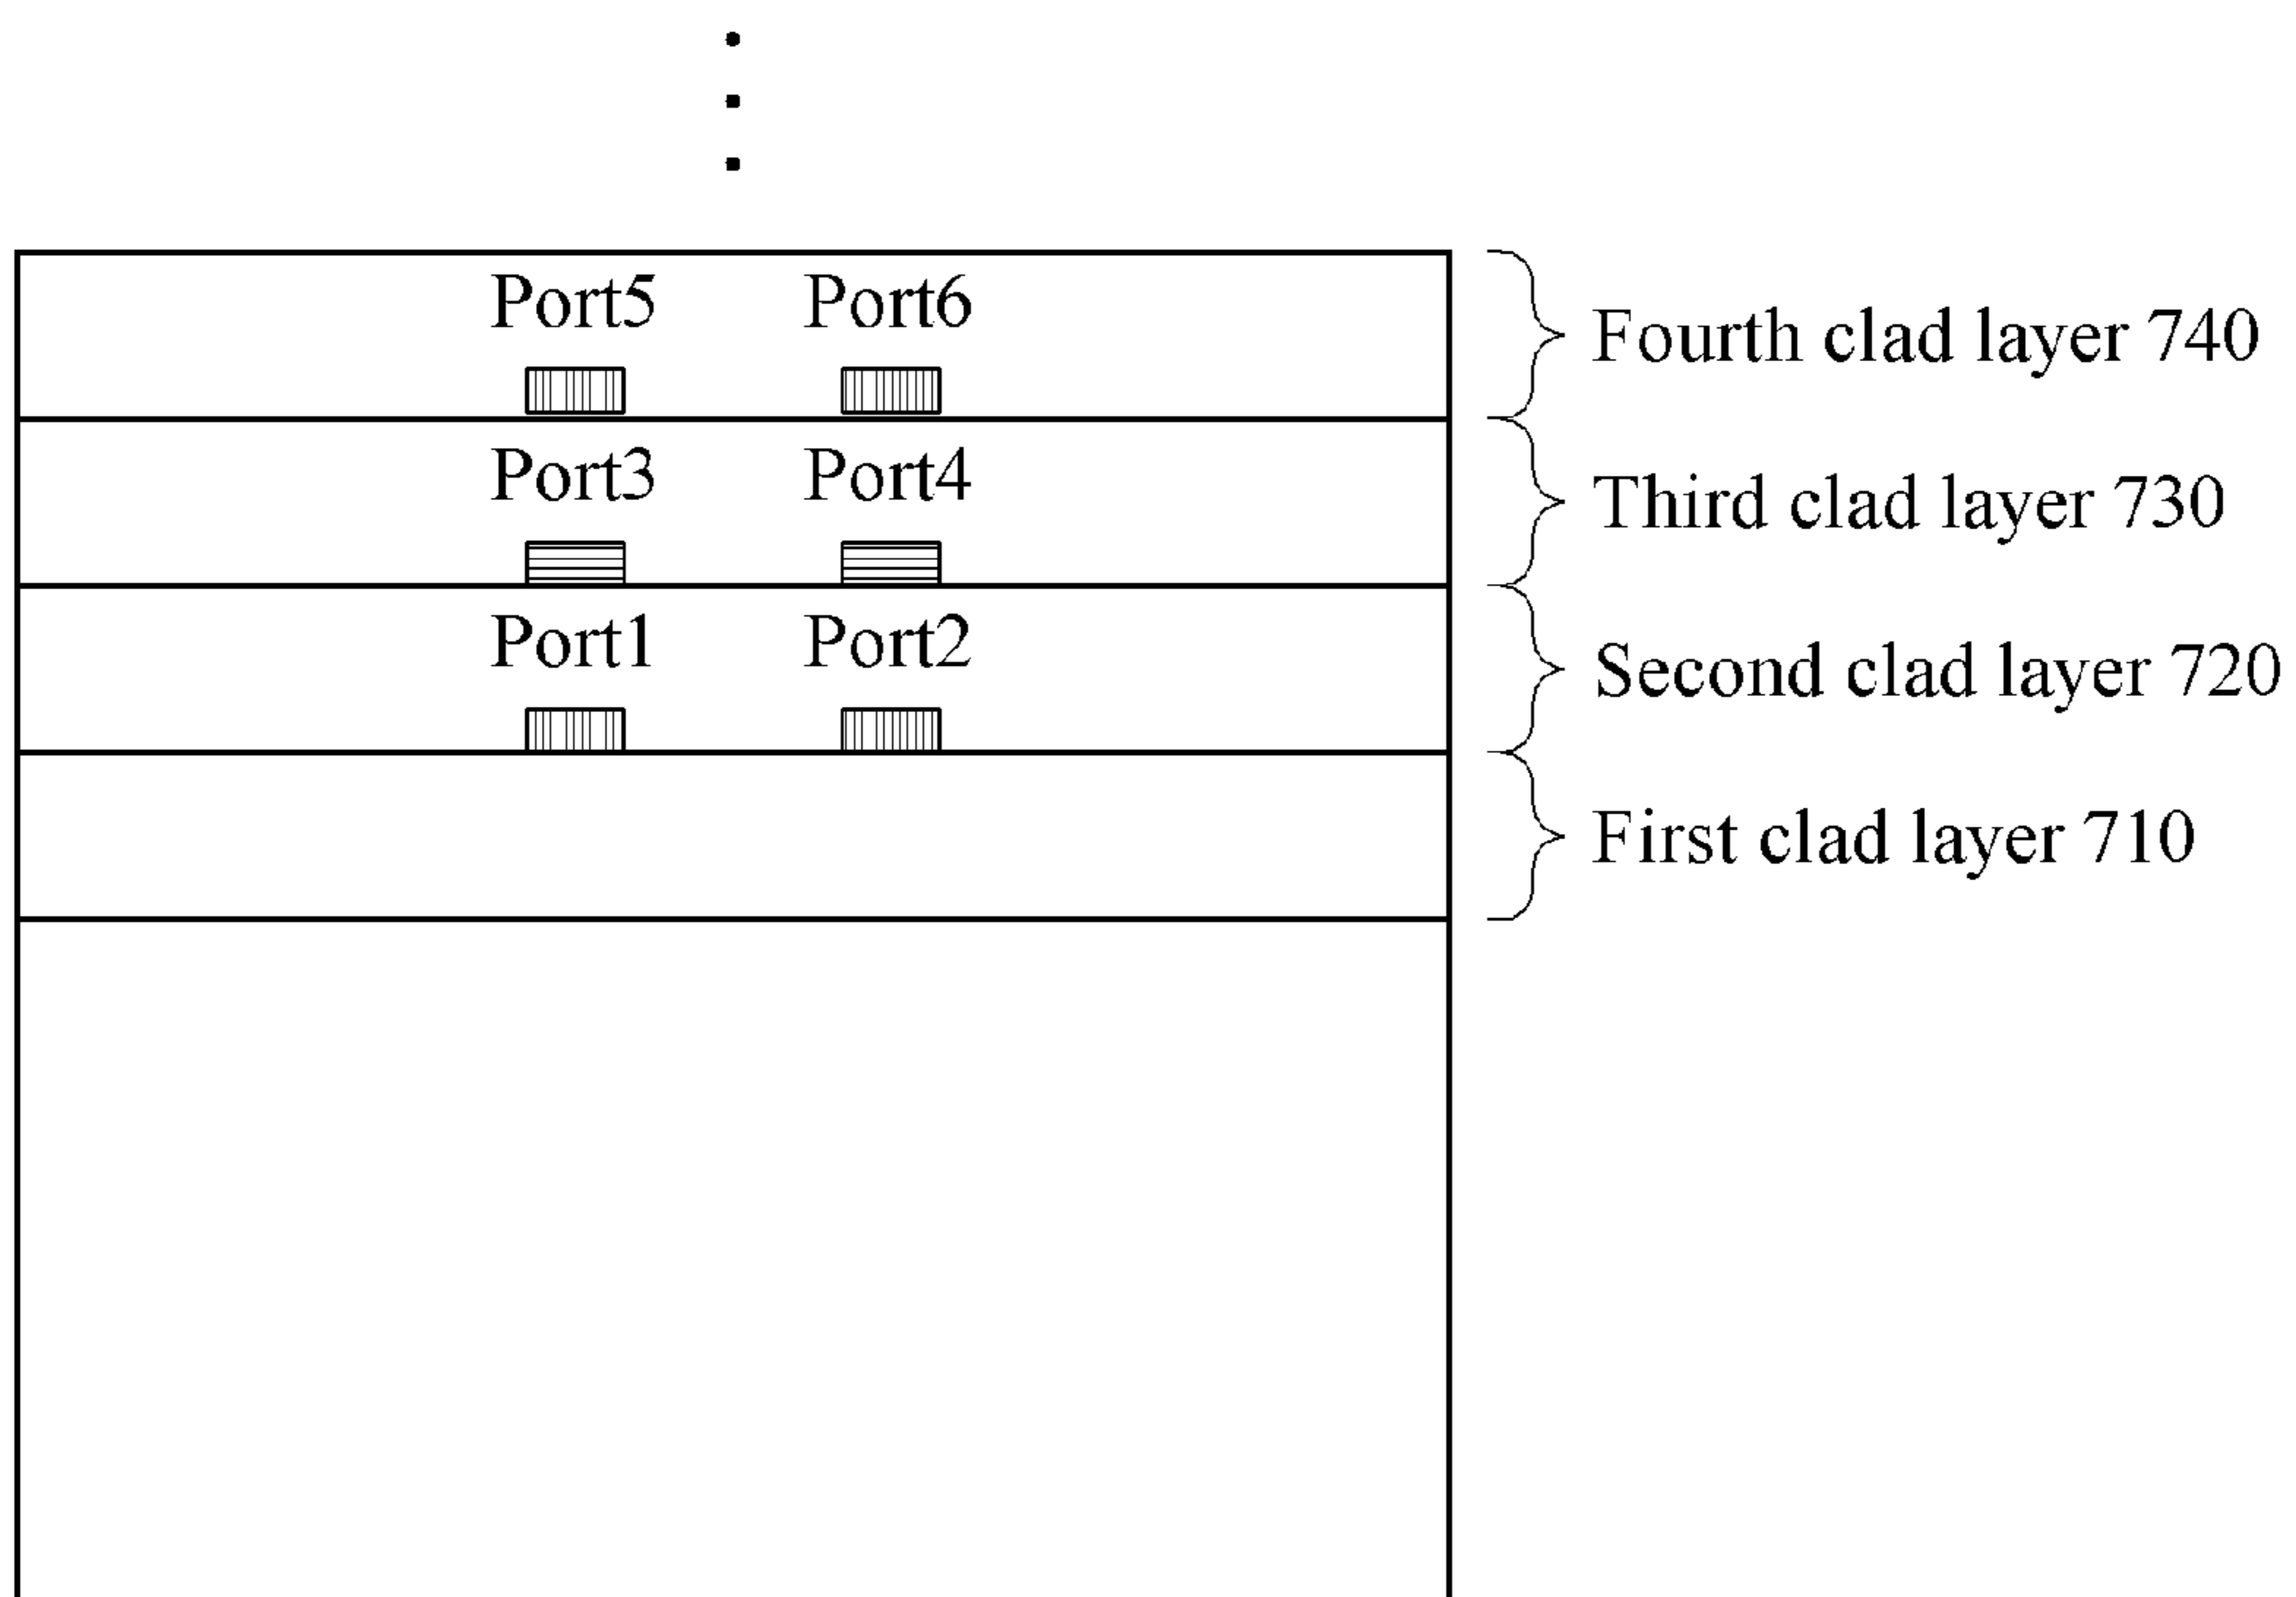 Port5 Port6
Fourth clad layer 740
Port3 Port4
Third clad layer 730
Port1 Port2
Second clad layer 720
First clad layer 710